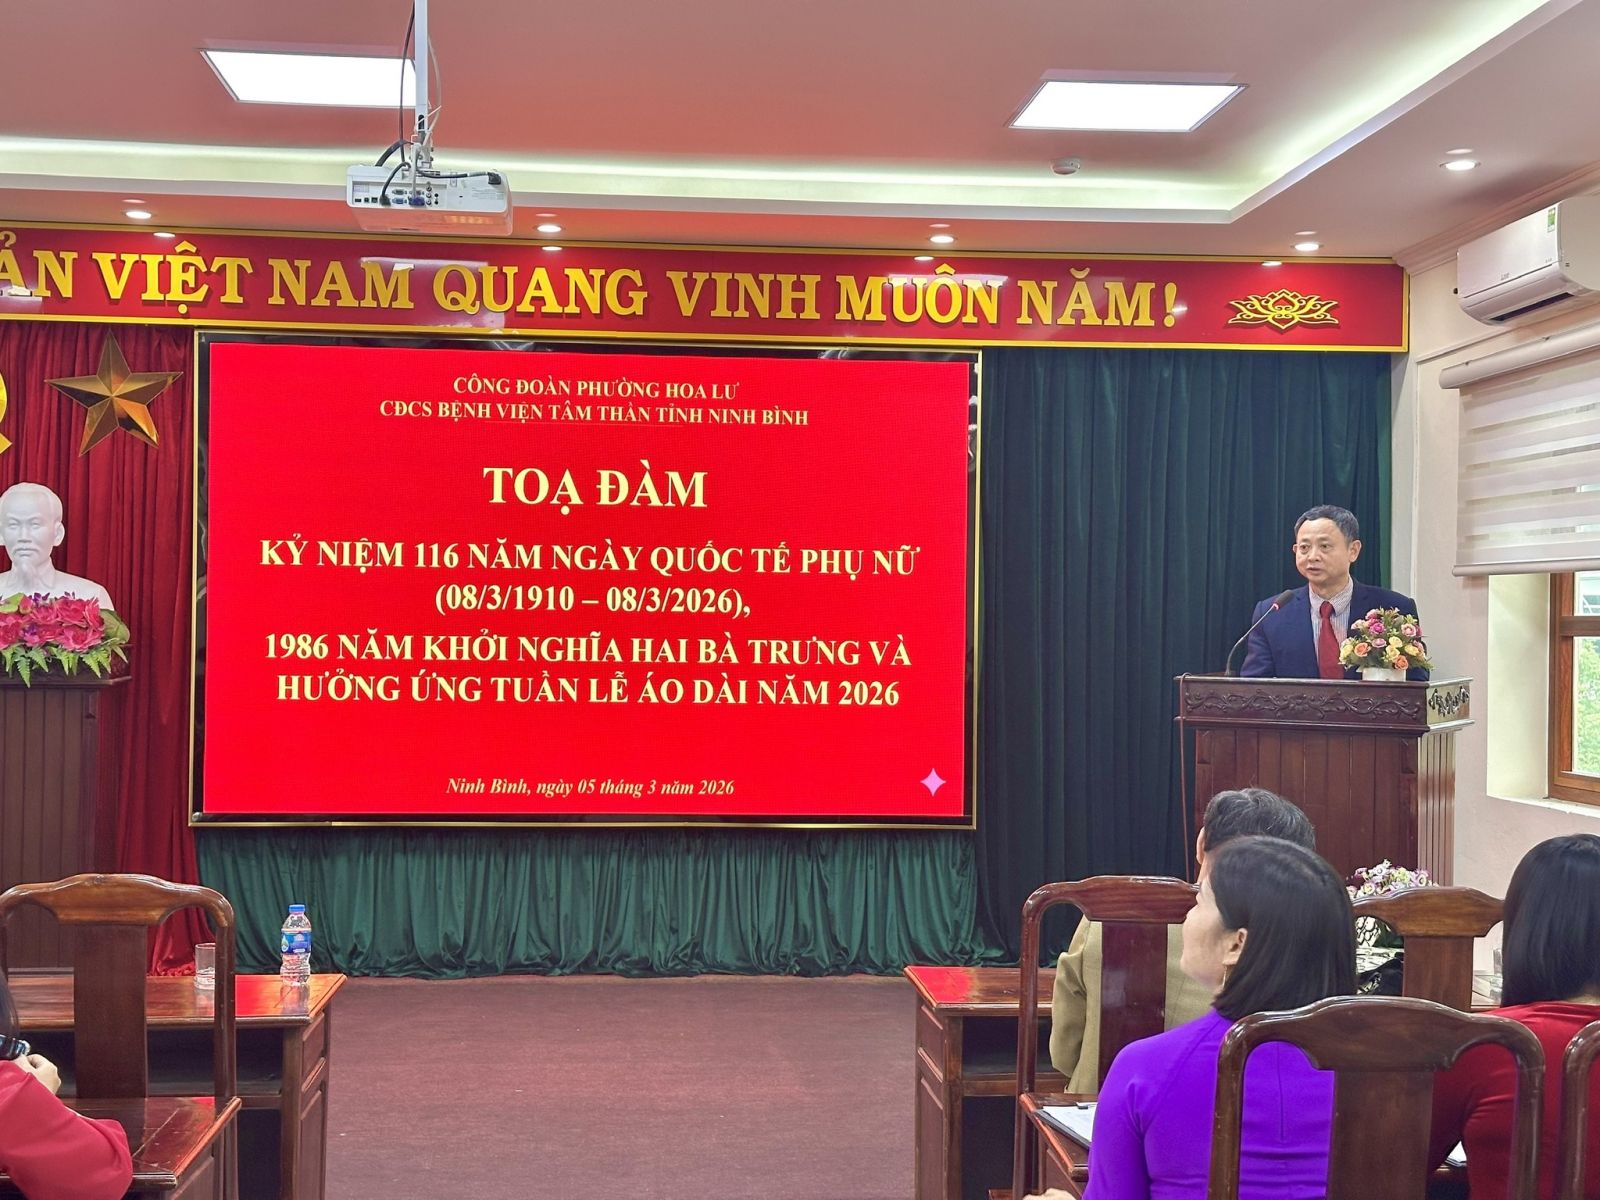 ẢN VIỆT NAM QUANG VINH MUÔN NĂM!
CÔNG ĐOÀN PHƯỜNG HOA LƯ
CĐCS BỆNH VIỆN TÂM THẦN TỈNH NINH BÌNH
TOẠ ĐÀM
KỶ NIỆM 116 NĂM NGÀY QUỐC TẾ PHỤ NỮ
(08/3/1910 – 08/3/2026),
1986 NĂM KHỞI NGHĨA HAI BÀ TRƯNG VÀ
HƯỞNG ỨNG TUẦN LỄ ÁO DÀI NĂM 2026
Ninh Bình, ngày 05 tháng 3 năm 2026